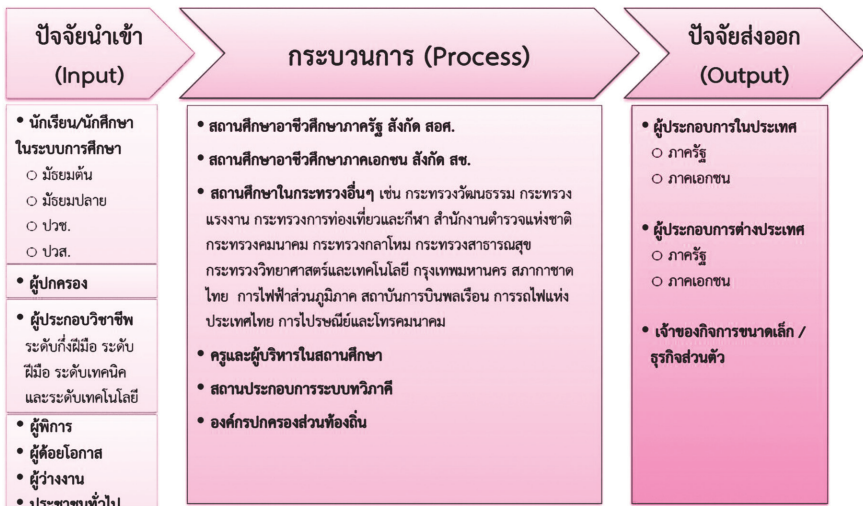 ปัจจัยนำเข้า
(Input)
กระบวนการ (Process)
ปัจจัยส่งออก
(Output)
• นักเรียน/นักศึกษา
ในระบบการศึกษา
○ มัธยมต้น
○ มัธยมปลาย
○ ปวช.
○ ปวส.
• ผู้ปกครอง
• ผู้ประกอบวิชาชีพ
ระดับกึ่งฝีมือ ระดับ
ฝีมือ ระดับเทคนิค
และระดับเทคโนโลยี
• ผู้พิการ
• ผู้ด้อยโอกาส
• ผู้ว่างงาน
• ประชาชนทั่วไป
• สถานศึกษาอาชีวศึกษาภาครัฐ สังกัด สอศ.
• สถานศึกษาอาชีวศึกษาภาคเอกชน สังกัด สช.
• สถานศึกษาในกระทรวงอื่นๆ เช่น กระทรวงวัฒนธรรม กระทรวง
แรงงาน กระทรวงการท่องเที่ยวและกีฬา สำนักงานตำรวจแห่งชาติ
กระทรวงคมนาคม กระทรวงกลาโหม กระทรวงสาธารณสุข
กระทรวงวิทยาศาสตร์และเทคโนโลยี กรุงเทพมหานคร สภากาชาด
ไทย การไฟฟ้าส่วนภูมิภาค สถาบันการบินพลเรือน การรถไฟแห่ง
ประเทศไทย การไปรษณีย์และโทรคมนาคม
• ครูและผู้บริหารในสถานศึกษา
• สถานประกอบการระบบทวิภาคี
• องค์กรปกครองส่วนท้องถิ่น
• ผู้ประกอบการในประเทศ
○ ภาครัฐ
○ ภาคเอกชน
• ผู้ประกอบการต่างประเทศ
○ ภาครัฐ
○ ภาคเอกชน
• เจ้าของกิจการขนาดเล็ก /
ธุรกิจส่วนตัว